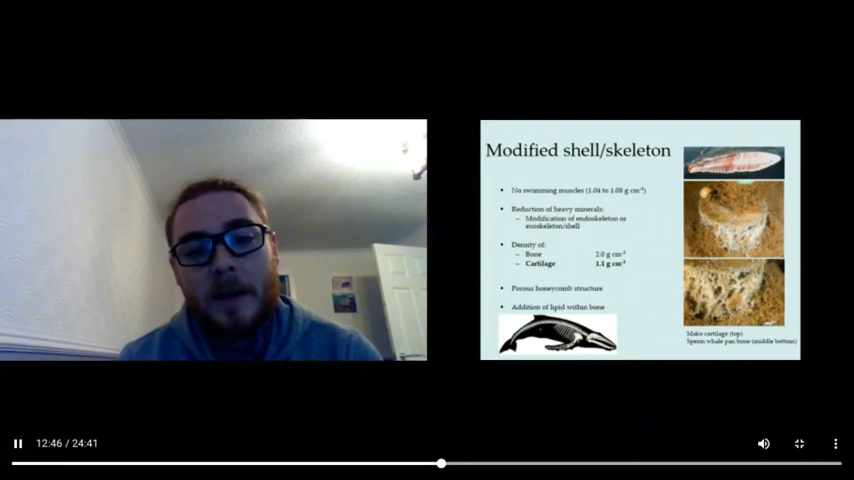 Modified shell/skeleton
• No swimming muscles (1.04 to 1.08 g cm⁻³)
• Reduction of heavy minerals:
– Modification of endoskeleton or
exoskeleton/shell
• Density of:
– Bone 2.0 g cm⁻³
– Cartilage 1.1 g cm⁻³
• Porous honeycomb structure
• Addition of lipid within bone
Mako cartilage (top)
Sperm whale pan bone (middle bottom)
12:46 / 24:41